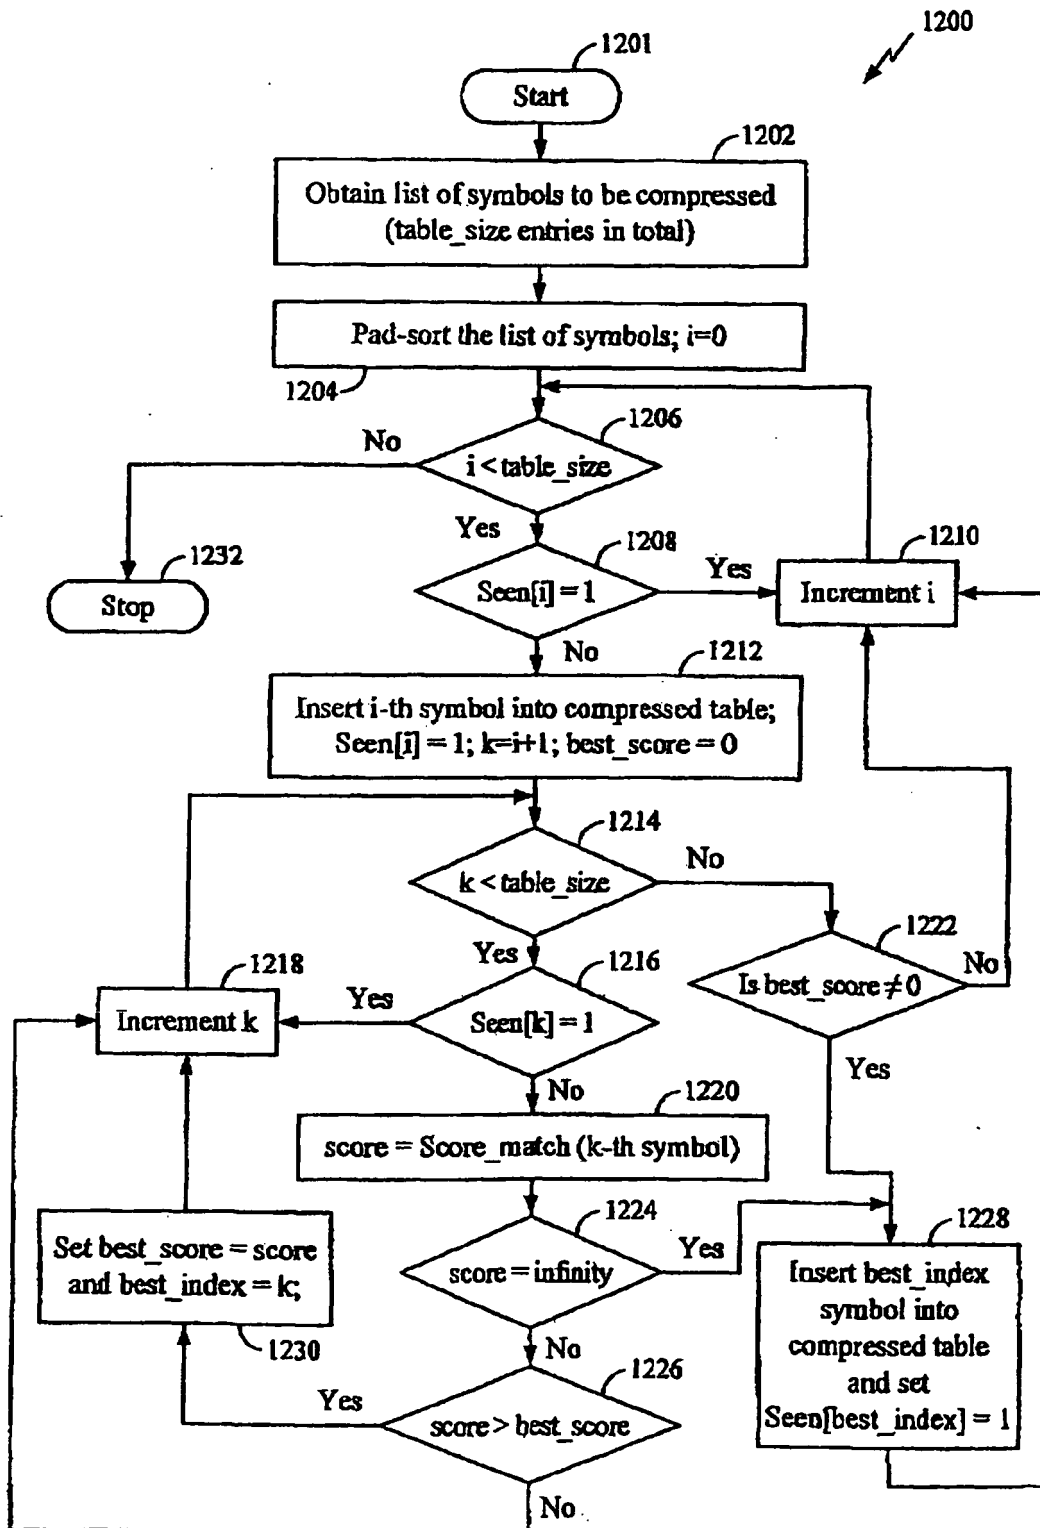 1200
1201
Start
1202
Obtain list of symbols to be compressed
(table_size entries in total)
Pad-sort the list of symbols; i=0
1204
1206
No
i < table_size
Yes
1208
1210
1232
Yes
Stop
Seen[i] = 1
Increment i
No
1212
Insert i-th symbol into compressed table;
Seen[i] = 1; k=i+1; best_score = 0
1214
No
k < table_size
1222
Yes
1216
1218
No
Is best_score ≠ 0
Yes
Increment k
Seen[k] = 1
Yes
No
1220
score = Score_match (k-th symbol)
1224
1228
Yes
Set best_score = score
and best_index = k;
score = infinity
Insert best_index
symbol into
compressed table
and set
Seen[best_index] = 1
1230
No
1226
Yes
score > best_score
No